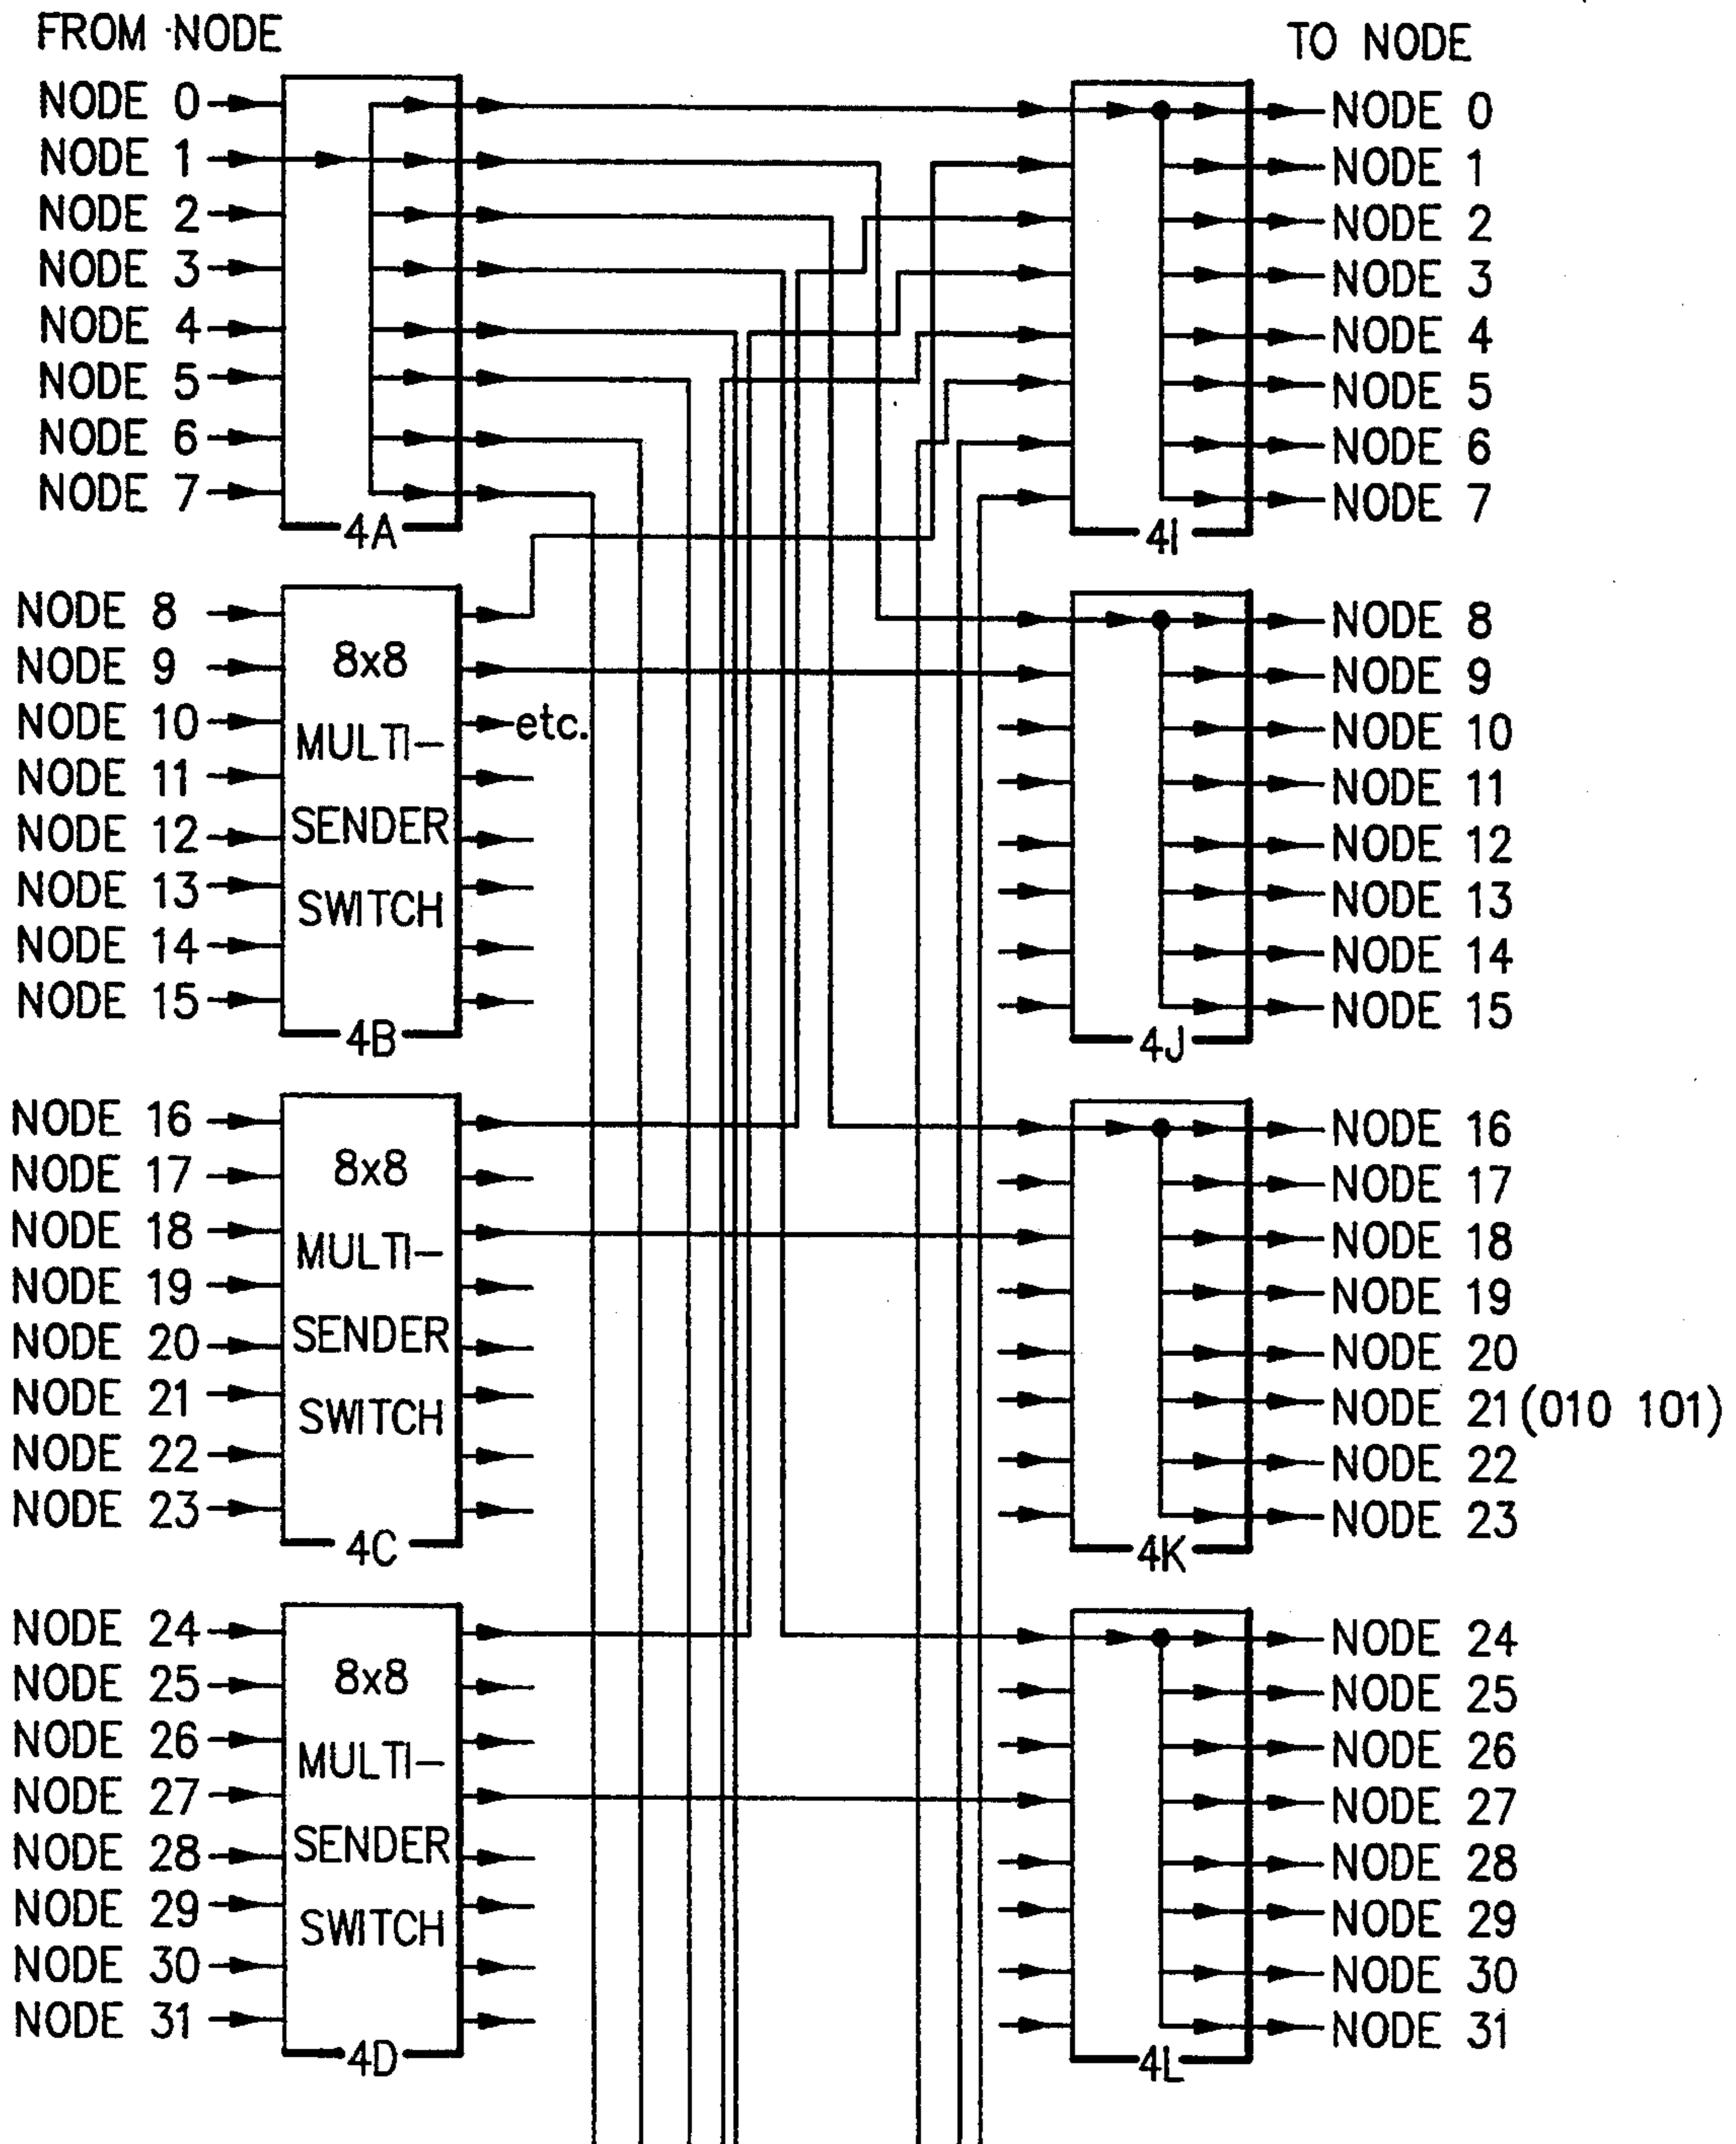 FROM NODE
TO NODE
NODE 0
NODE 1
NODE 2
NODE 3
NODE 4
NODE 5
NODE 6
NODE 7
4A
NODE 0
NODE 1
NODE 2
NODE 3
NODE 4
NODE 5
NODE 6
NODE 7
4I
NODE 8
NODE 9
NODE 10
NODE 11
NODE 12
NODE 13
NODE 14
NODE 15
8x8
MULTI-
SENDER
SWITCH
4B
etc.
NODE 8
NODE 9
NODE 10
NODE 11
NODE 12
NODE 13
NODE 14
NODE 15
4J
NODE 16
NODE 17
NODE 18
NODE 19
NODE 20
NODE 21
NODE 22
NODE 23
8x8
MULTI-
SENDER
SWITCH
4C
NODE 16
NODE 17
NODE 18
NODE 19
NODE 20
NODE 21 (010 101)
NODE 22
NODE 23
4K
NODE 24
NODE 25
NODE 26
NODE 27
NODE 28
NODE 29
NODE 30
NODE 31
8x8
MULTI-
SENDER
SWITCH
4D
NODE 24
NODE 25
NODE 26
NODE 27
NODE 28
NODE 29
NODE 30
NODE 31
4L